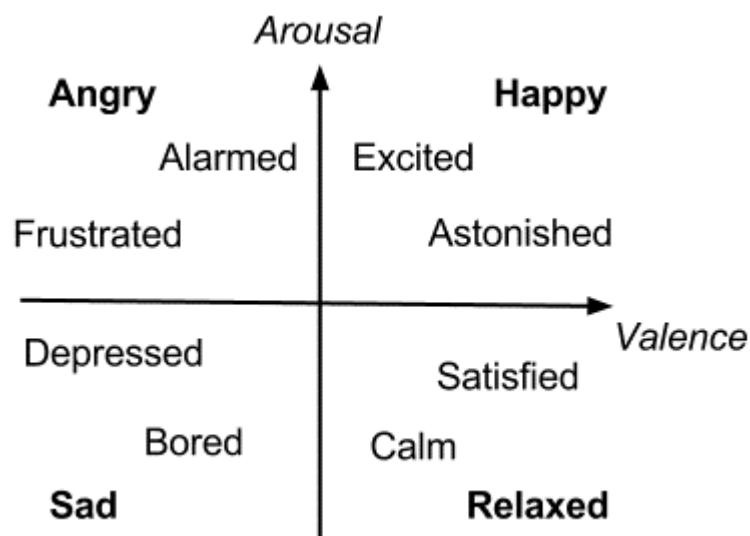 Arousal
Angry Happy
Alarmed Excited
Frustrated Astonished
Valence
Depressed
Satisfied
Bored Calm
Sad Relaxed